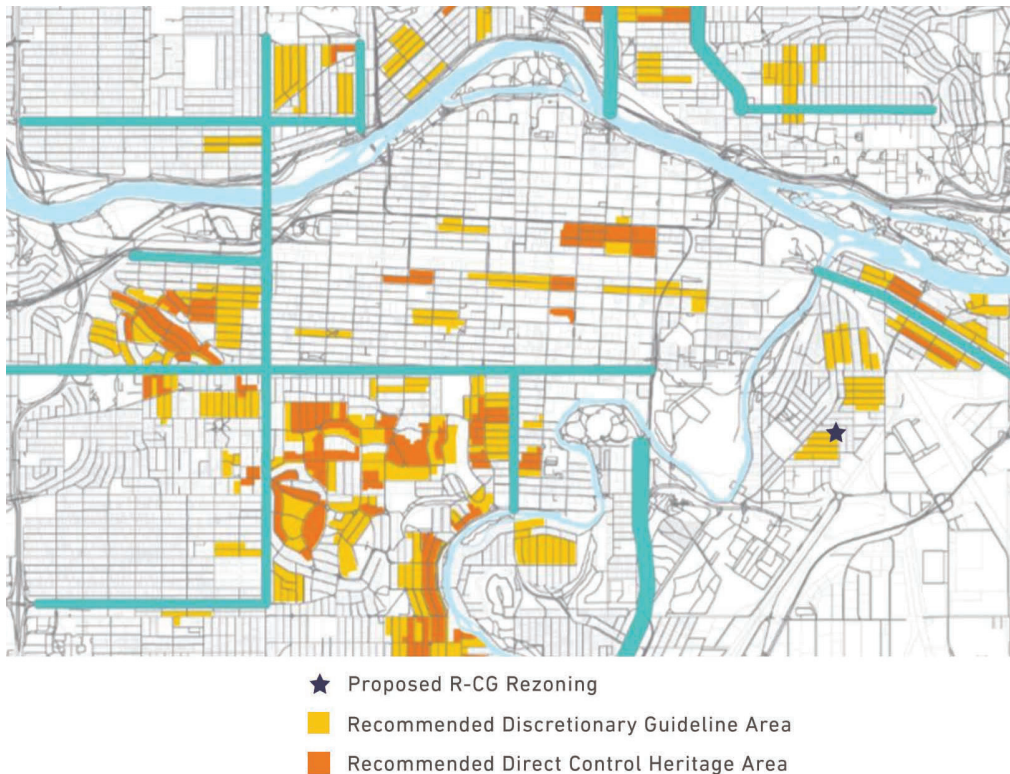 Proposed R-CG Rezoning
Recommended Discretionary Guideline Area
Recommended Direct Control Heritage Area